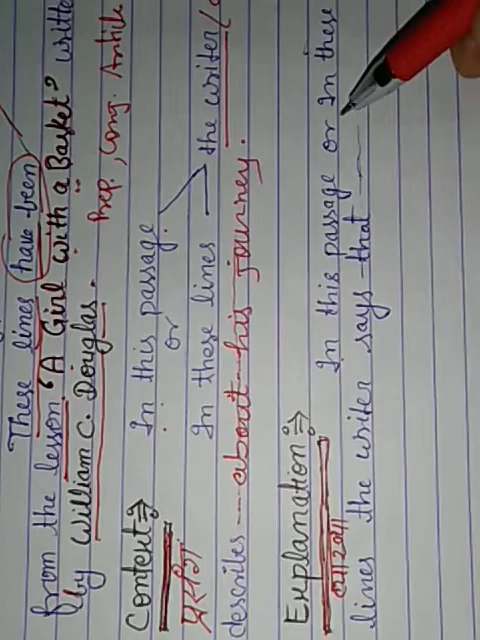 These lines have been
from the lesson "A Girl with a Basket"
by William C. Douglas. Prep., Conj. Artikl
Content⇒ In this passage
प्रसंग or
In these lines the writer
describes --- about his journey.
Explanation:⇒ In this passage or In these
व्याख्या
lines the writer says that —